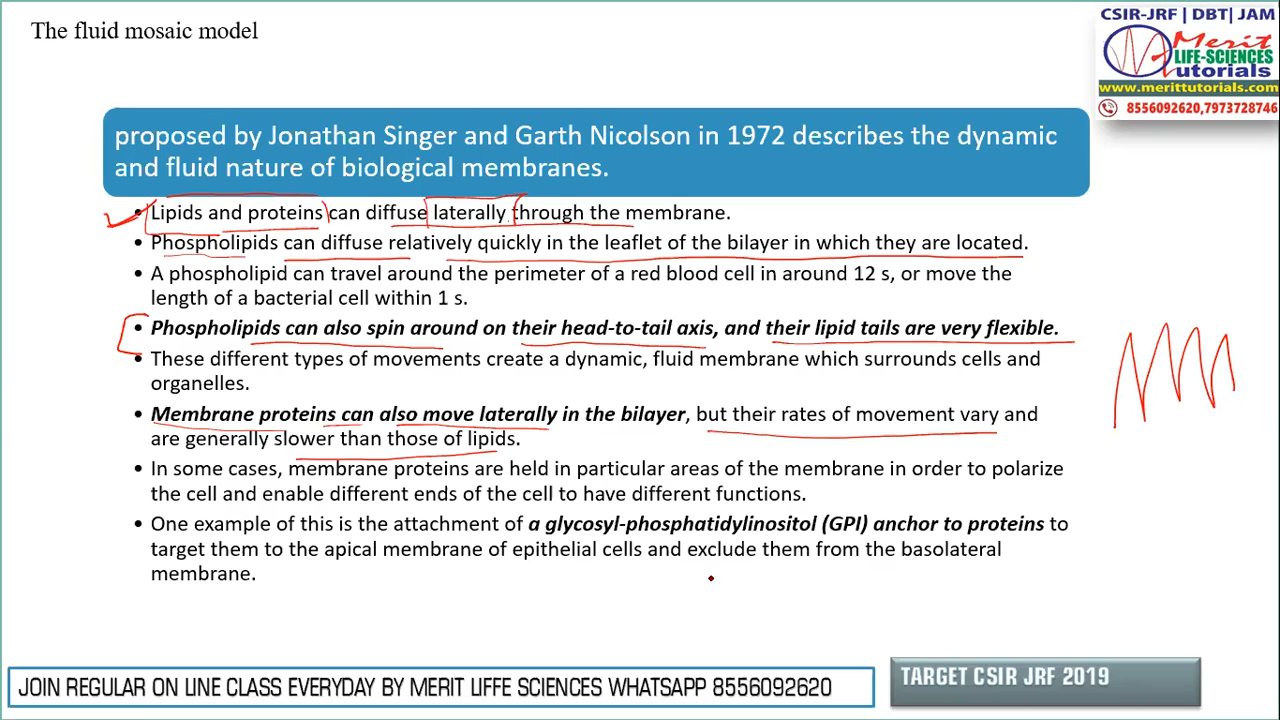 The fluid mosaic model
CSIR-JRF | DBT| JAM
Merit
LIFE-SCIENCES
utorials
www.merittutorials.com
8556092620,7973728746
proposed by Jonathan Singer and Garth Nicolson in 1972 describes the dynamic
and fluid nature of biological membranes.
• Lipids and proteins can diffuse laterally through the membrane.
• Phospholipids can diffuse relatively quickly in the leaflet of the bilayer in which they are located.
• A phospholipid can travel around the perimeter of a red blood cell in around 12 s, or move the
length of a bacterial cell within 1 s.
• Phospholipids can also spin around on their head-to-tail axis, and their lipid tails are very flexible.
• These different types of movements create a dynamic, fluid membrane which surrounds cells and
organelles.
• Membrane proteins can also move laterally in the bilayer, but their rates of movement vary and
are generally slower than those of lipids.
• In some cases, membrane proteins are held in particular areas of the membrane in order to polarize
the cell and enable different ends of the cell to have different functions.
• One example of this is the attachment of a glycosyl-phosphatidylinositol (GPI) anchor to proteins to
target them to the apical membrane of epithelial cells and exclude them from the basolateral
membrane.
JOIN REGULAR ON LINE CLASS EVERYDAY BY MERIT LIFFE SCIENCES WHATSAPP 8556092620
TARGET CSIR JRF 2019